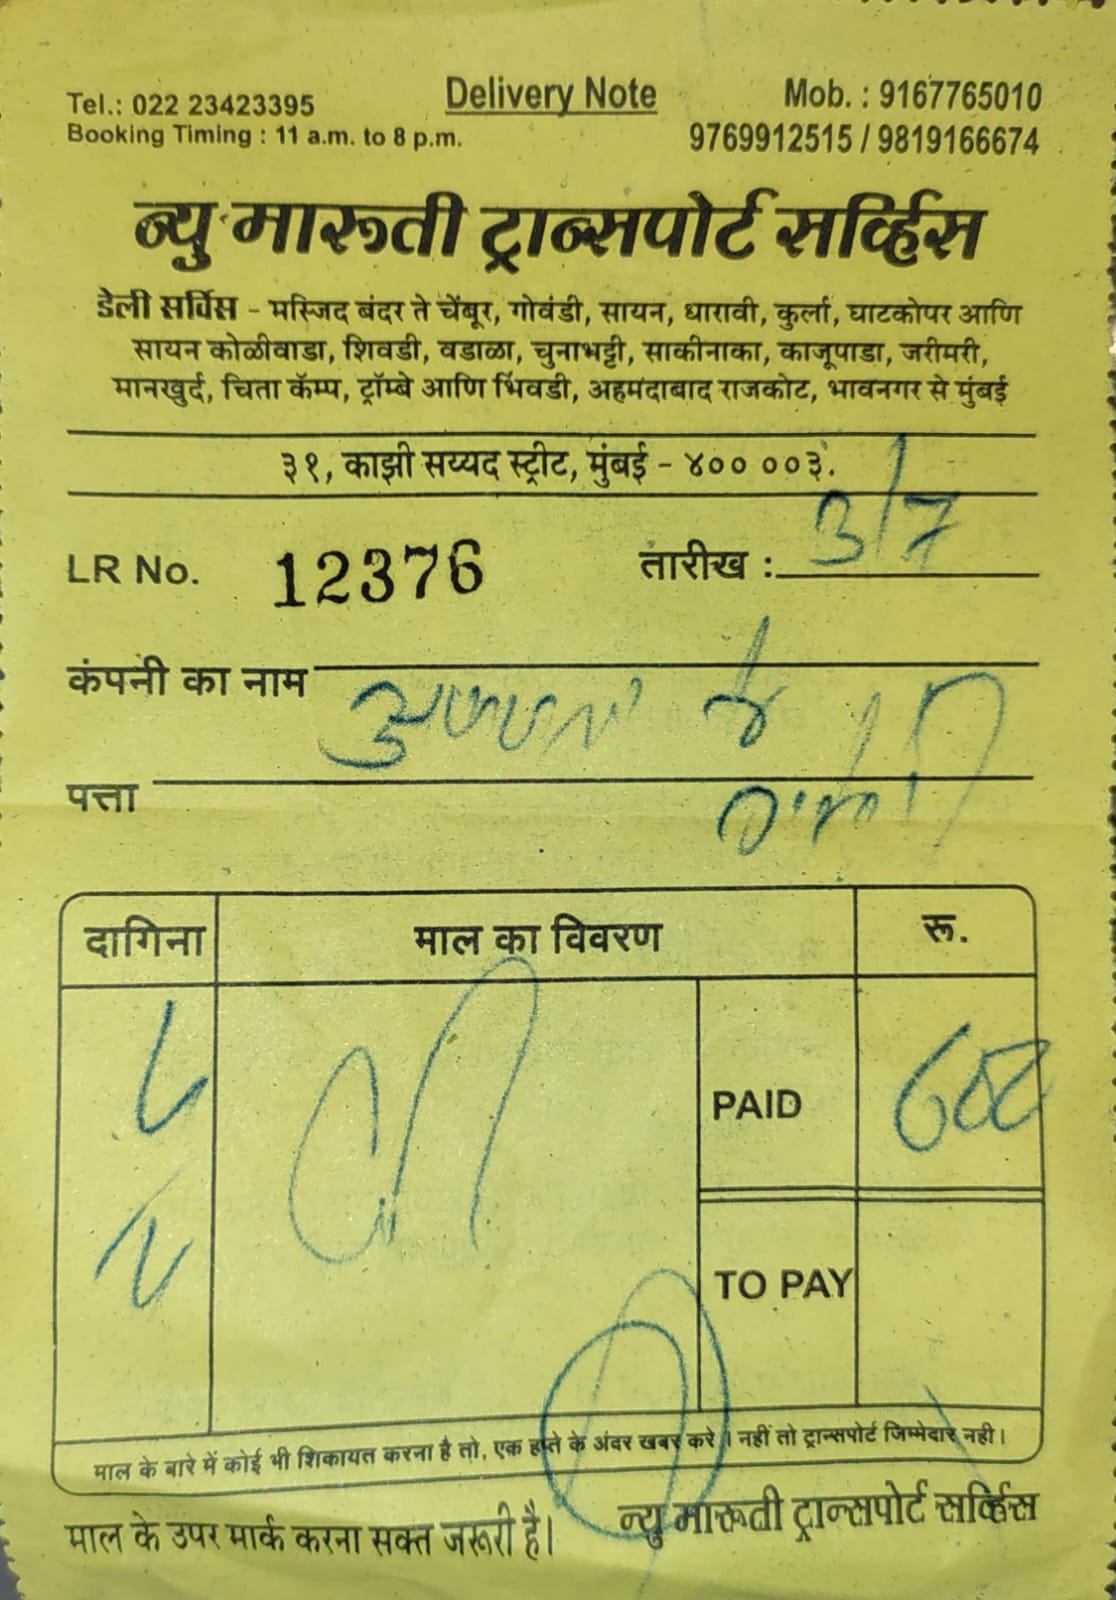 Delivery Note
Tel.: 022 23423395
Mob. : 9167765010
Booking Timing : 11 a.m. to 8 p.m.
9769912515 / 9819166674
न्यु मारूती ट्रान्सपोर्ट सर्व्हिस
डेली सर्विस - मस्जिद बंदर ते चेंबूर, गोवंडी, सायन, धारावी, कुर्ला, घाटकोपर आणि
सायन कोळीवाडा, शिवडी, वडाळा, चुनाभट्टी, साकीनाका, काजूपाडा, जरीमरी,
मानखुर्द, चिता कॅम्प, ट्रॉम्बे आणि भिंवडी, अहमदाबाद राजकोट, भावनगर से मुंबई
३१, काझी सय्यद स्ट्रीट, मुंबई - ४०० ००३.
LR No. 12376 तारीख : 3/7
कंपनी का नाम
पत्ता
दागिना माल का विवरण रू.
PAID
TO PAY
माल के बारे में कोई भी शिकायत करना है तो, एक हप्ते के अंदर खबर करे । नहीं तो ट्रान्सपोर्ट जिम्मेदार नही।
माल के उपर मार्क करना सक्त जरूरी है। न्यु मारूती ट्रान्सपोर्ट सर्व्हिस